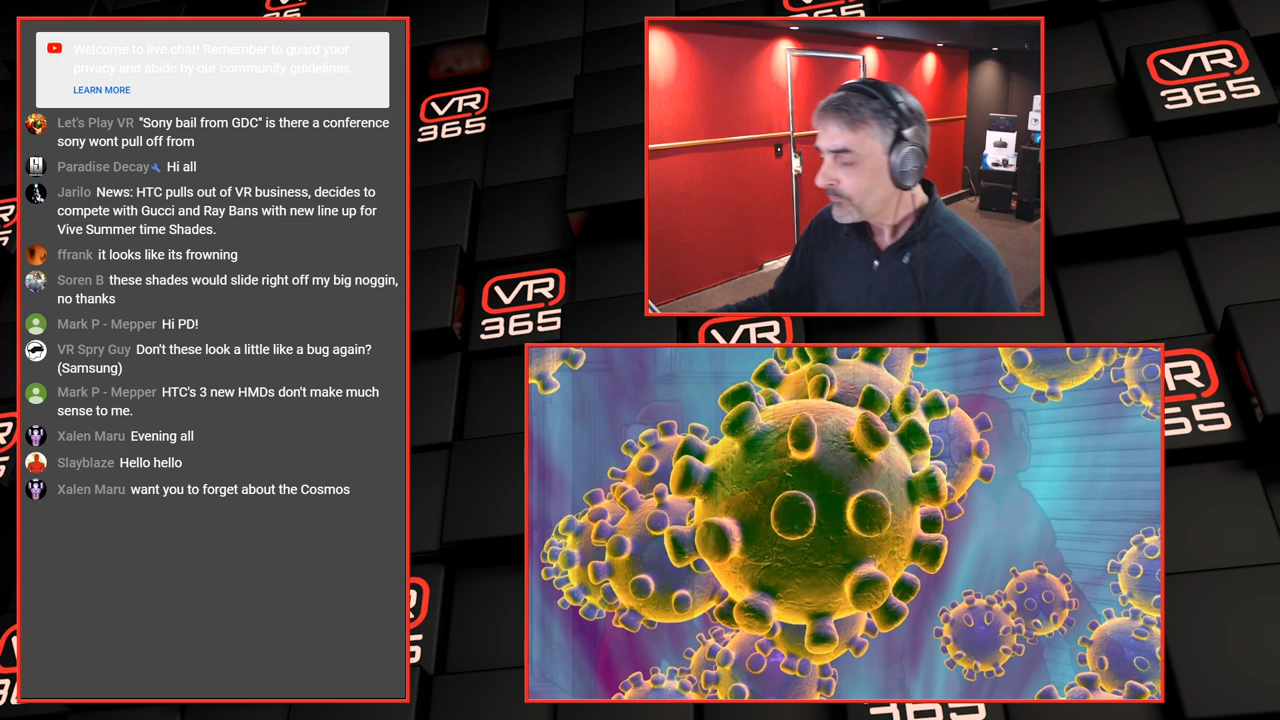 Welcome to live chat! Remember to guard your
privacy and abide by our community guidelines.
LEARN MORE
Let's Play VR "Sony bail from GDC" is there a conference
sony wont pull off from
Paradise Decay Hi all
Jarilo News: HTC pulls out of VR business, decides to
compete with Gucci and Ray Bans with new line up for
Vive Summer time Shades.
ffrank it looks like its frowning
Soren B these shades would slide right off my big noggin,
no thanks
Mark P - Mepper Hi PD!
VR Spry Guy Don't these look a little like a bug again?
(Samsung)
Mark P - Mepper HTC's 3 new HMDs don't make much
sense to me.
Xalen Maru Evening all
Slayblaze Hello hello
Xalen Maru want you to forget about the Cosmos
VR
365
VR
365
VR
365
VR
R
65
365